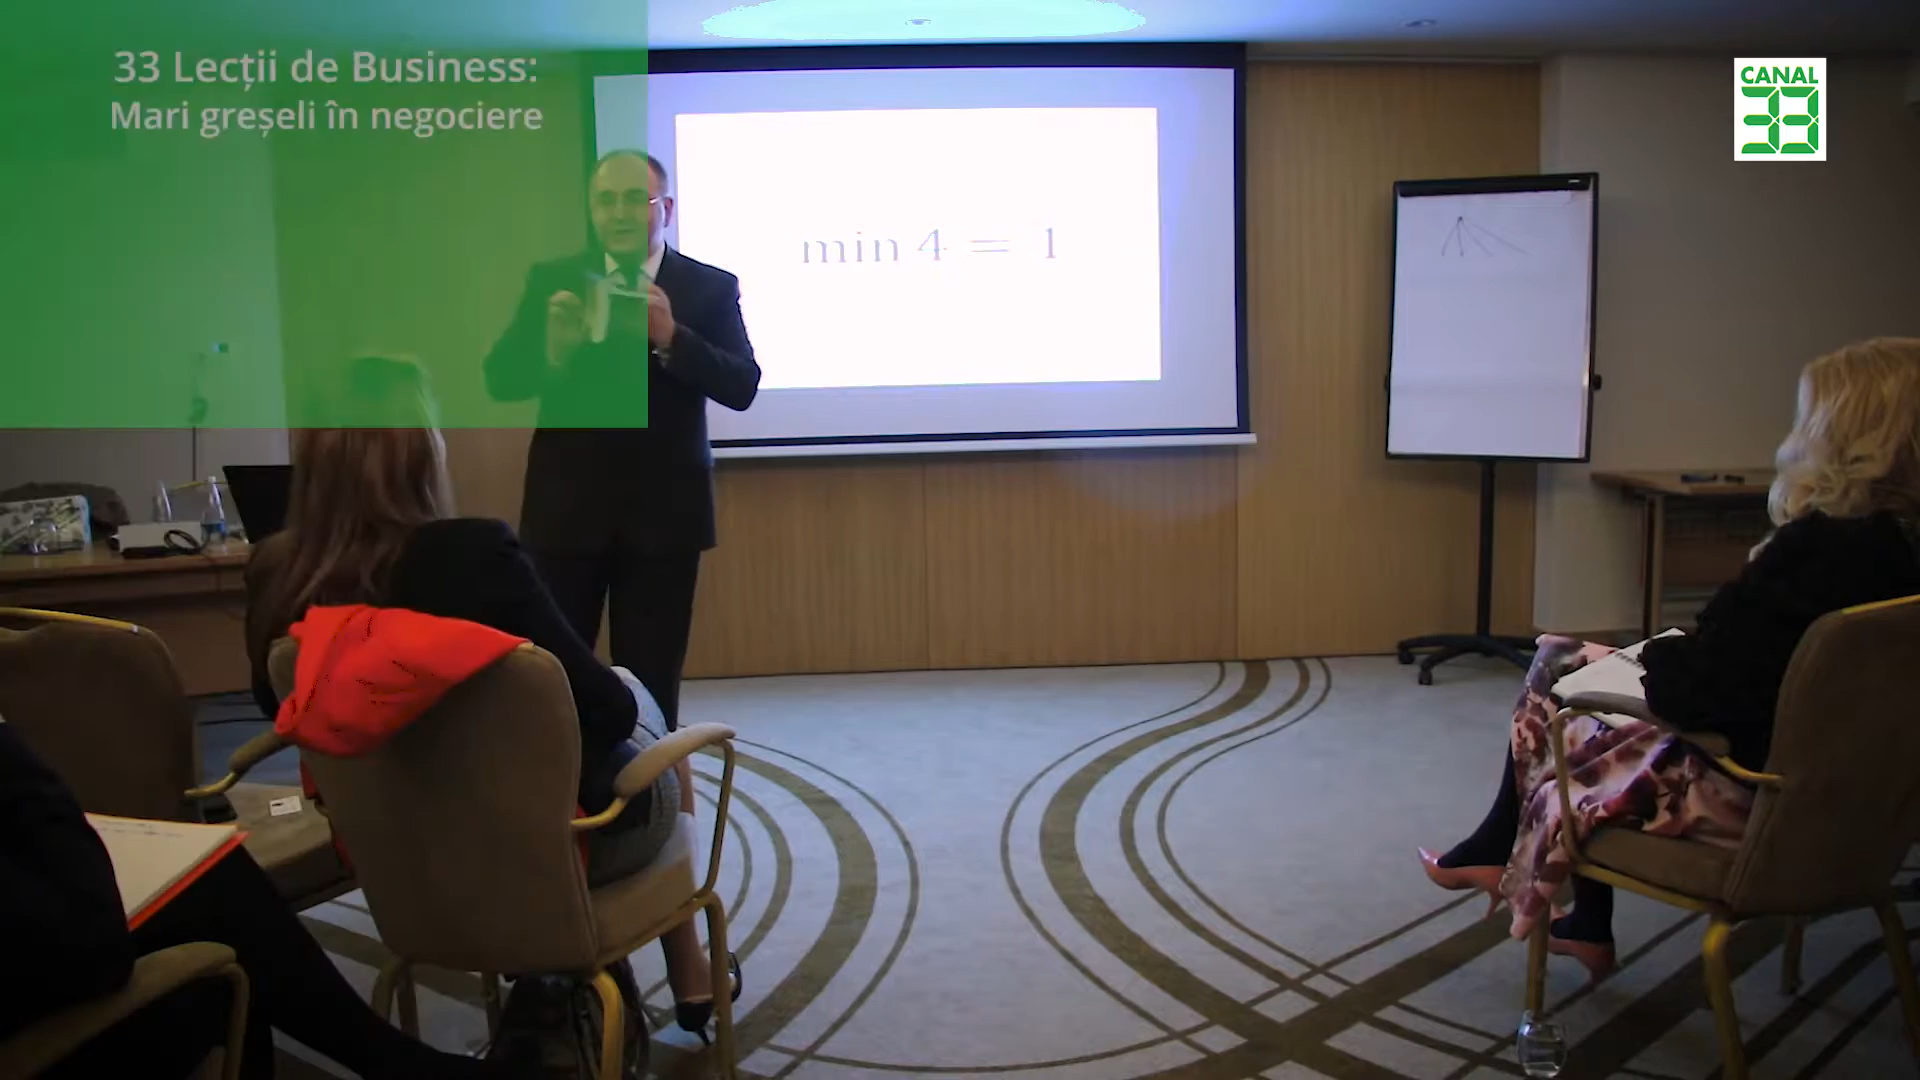 33 Lecții de Business:
Mari greșeli în negociere
CANAL
33
min 4 = 1